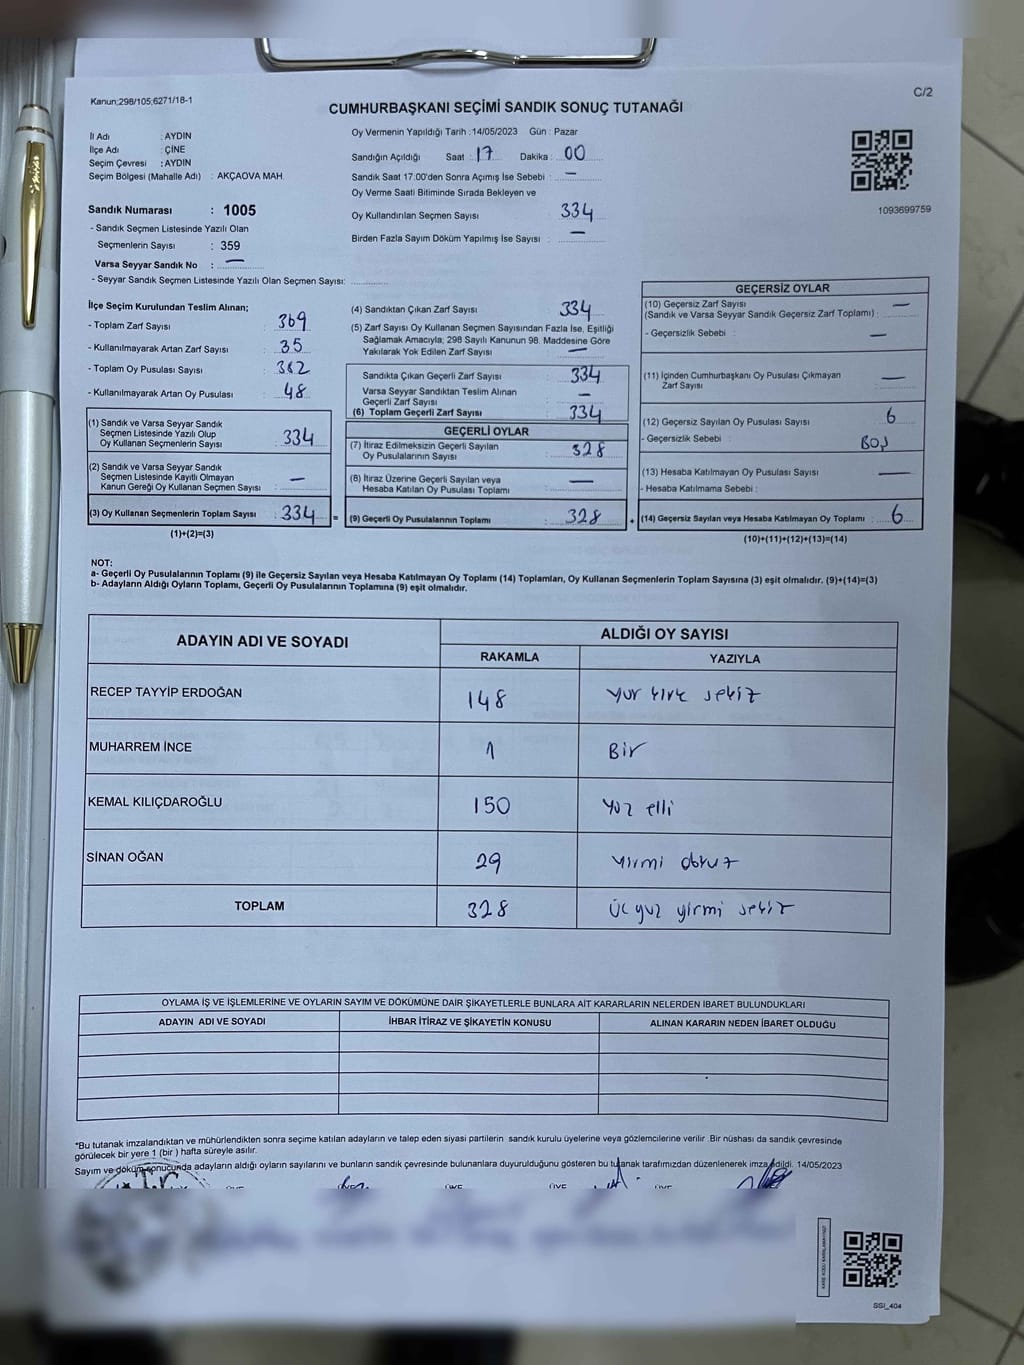 Kanun;298/105;6271/18-1
C/2
CUMHURBAŞKANI SEÇİMİ SANDIK SONUÇ TUTANAĞI
İl Adı : AYDIN
İlçe Adı : ÇİNE
Seçim Çevresi : AYDIN
Seçim Bölgesi (Mahalle Adı) : AKÇAOVA MAH.
Sandık Numarası : 1005
- Sandık Seçmen Listesinde Yazılı Olan
Seçmenlerin Sayısı : 359
Varsa Seyyar Sandık No : —
- Seyyar Sandık Seçmen Listesinde Yazılı Olan Seçmen Sayısı:
Oy Vermenin Yapıldığı Tarih :14/05/2023 Gün : Pazar
Sandığın Açıldığı Saat : 17 Dakika : 00
Sandık Saat 17:00'den Sonra Açımış İse Sebebi : —
Oy Verme Saati Bitiminde Sırada Bekleyen ve
Oy Kullandırılan Seçmen Sayısı : 334
Birden Fazla Sayım Döküm Yapılmış İse Sayısı : —
1093699759
İlçe Seçim Kurulundan Teslim Alınan;
- Toplam Zarf Sayısı : 369
- Kullanılmayarak Artan Zarf Sayısı : 35
- Toplam Oy Pusulası Sayısı : 382
- Kullanılmayarak Artan Oy Pusulası : 48
(1) Sandık ve Varsa Seyyar Sandık
Seçmen Listesinde Yazılı Olup
Oy Kullanan Seçmenlerin Sayısı : 334
(2) Sandık ve Varsa Seyyar Sandık
Seçmen Listesinde Kayıtlı Olmayan
Kanun Gereği Oy Kullanan Seçmen Sayısı : —
(3) Oy Kullanan Seçmenlerin Toplam Sayısı : 334
(1)+(2)=(3)
(4) Sandıktan Çıkan Zarf Sayısı : 334
(5) Zarf Sayısı Oy Kullanan Seçmen Sayısından Fazla İse, Eşitliği
Sağlamak Amacıyla; 298 Sayılı Kanunun 98. Maddesine Göre
Yakılarak Yok Edilen Zarf Sayısı : —
Sandıkta Çıkan Geçerli Zarf Sayısı : 334
Varsa Seyyar Sandıktan Teslim Alınan
Geçerli Zarf Sayısı : —
(6) Toplam Geçerli Zarf Sayısı : 334
GEÇERLİ OYLAR
(7) İtiraz Edilmeksizin Geçerli Sayılan
Oy Pusulalarının Sayısı : 328
(8) İtiraz Üzerine Geçerli Sayılan veya
Hesaba Katılan Oy Pusulası Toplamı : —
= (9) Geçerli Oy Pusulalarının Toplamı : 328
GEÇERSİZ OYLAR
(10) Geçersiz Zarf Sayısı : —
(Sandık ve Varsa Seyyar Sandık Geçersiz Zarf Toplamı) :
- Geçersizlik Sebebi : —
(11) İçinden Cumhurbaşkanı Oy Pusulası Çıkmayan
Zarf Sayısı : —
(12) Geçersiz Sayılan Oy Pusulası Sayısı : 6
- Geçersizlik Sebebi : Boş
(13) Hesaba Katılmayan Oy Pusulası Sayısı : —
- Hesaba Katılmama Sebebi :
+ (14) Geçersiz Sayılan veya Hesaba Katılmayan Oy Toplamı : 6
(10)+(11)+(12)+(13)=(14)
NOT:
a- Geçerli Oy Pusulalarının Toplamı (9) ile Geçersiz Sayılan veya Hesaba Katılmayan Oy Toplamı (14) Toplamları, Oy Kullanan Seçmenlerin Toplam Sayısına (3) eşit olmalıdır. (9)+(14)=(3)
b- Adayların Aldığı Oyların Toplamı, Geçerli Oy Pusulalarının Toplamına (9) eşit olmalıdır.
ADAYIN ADI VE SOYADI ALDIĞI OY SAYISI
RAKAMLA YAZIYLA
RECEP TAYYİP ERDOĞAN 148 Yuz kırk sekiz
MUHARREM İNCE 1 Bir
KEMAL KILIÇDAROĞLU 150 Yuz elli
SİNAN OĞAN 29 Yirmi dokuz
TOPLAM 328 Üç yuz yirmi sekiz
OYLAMA İŞ VE İŞLEMLERİNE VE OYLARIN SAYIM VE DÖKÜMÜNE DAİR ŞİKAYETLERLE BUNLARA AİT KARARLARIN NELERDEN İBARET BULUNDUKLARI
ADAYIN ADI VE SOYADI İHBAR İTİRAZ VE ŞİKAYETİN KONUSU ALINAN KARARIN NEDEN İBARET OLDUĞU
*Bu tutanak imzalandıktan ve mühürlendikten sonra seçime katılan adayların ve talep eden siyasi partilerin sandık kurulu üyelerine veya gözlemcilerine verilir .Bir nüshası da sandık çevresinde
görülecek bir yere 1 (bir ) hafta süreyle asılır.
Sayım ve döküm sonucunda adayların aldığı oyların sayılarını ve bunların sandık çevresinde bulunanlara duyurulduğunu gösteren bu tutanak tarafımızdan düzenlenerek imza edildi. 14/05/2023
ÜYE ÜYE ÜYE ÜYE
SSI_404